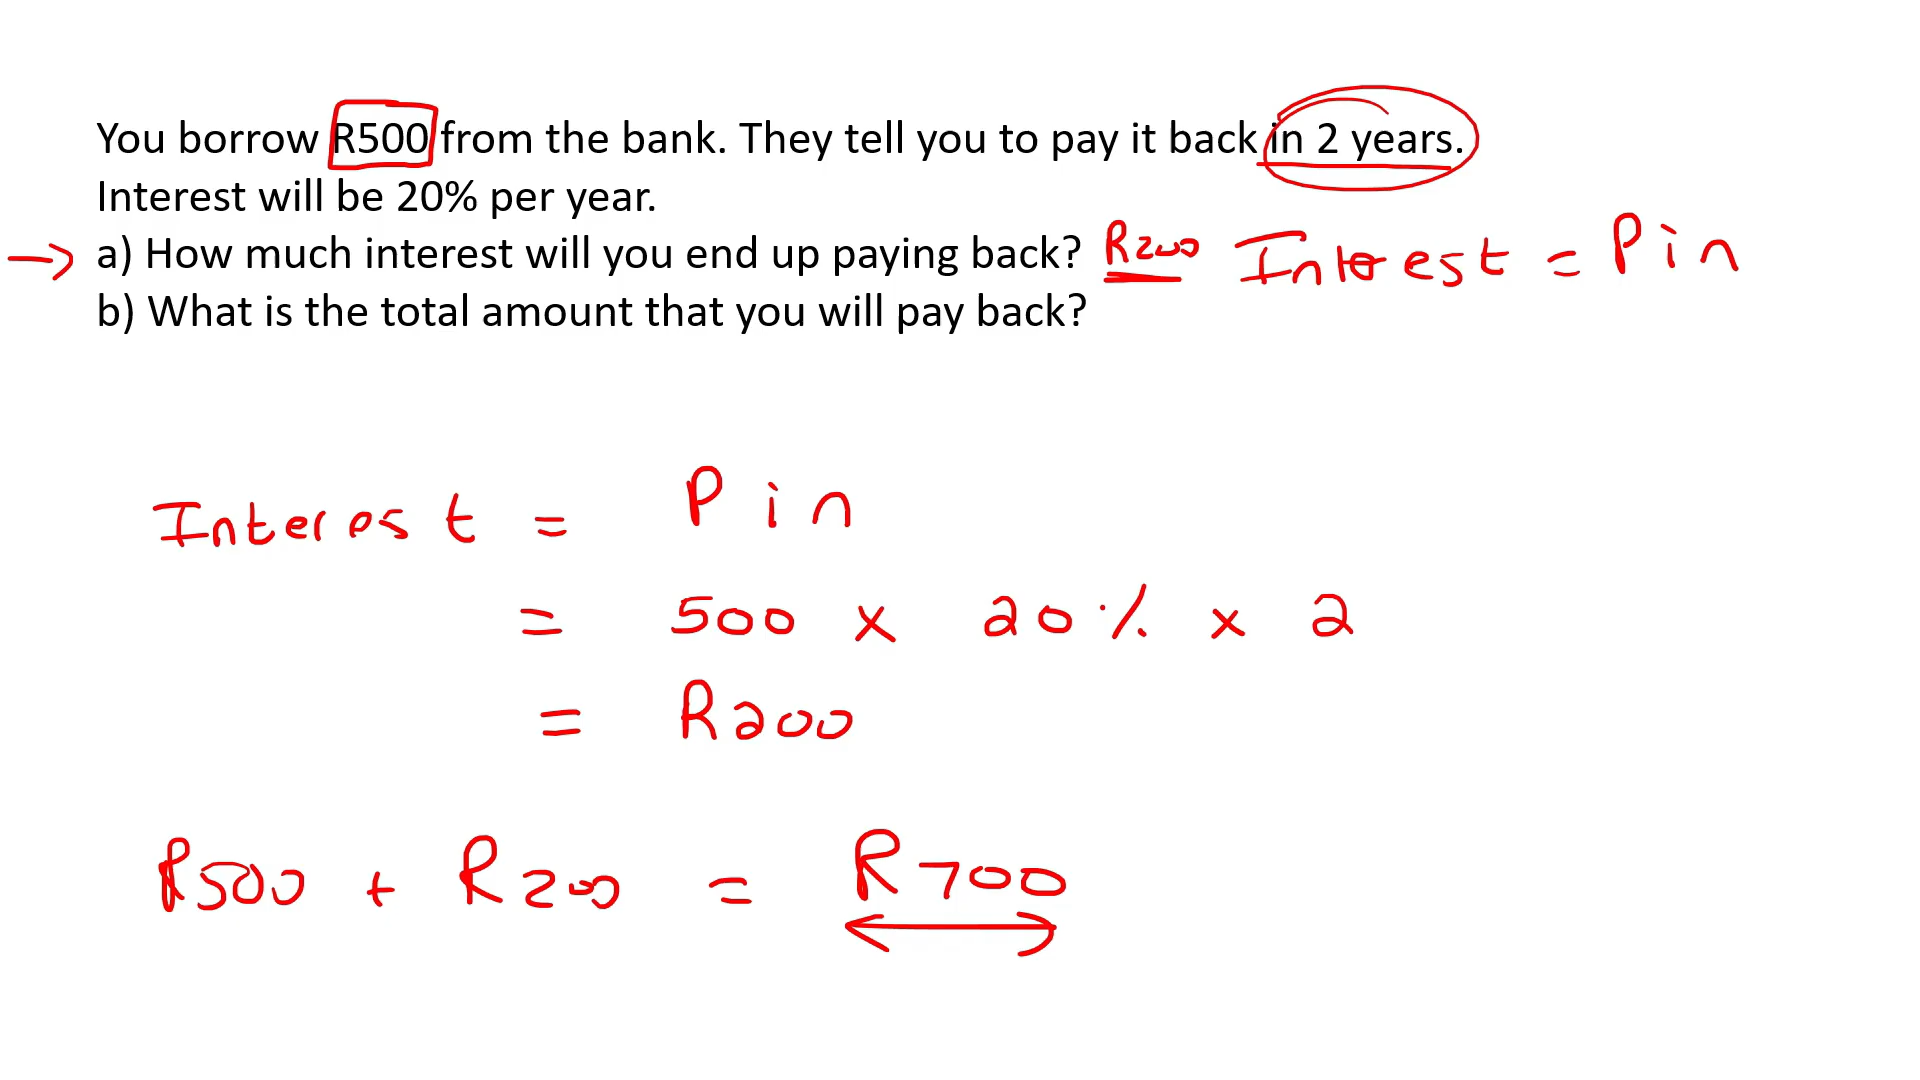 You borrow R500 from the bank. They tell you to pay it back in 2 years.
Interest will be 20% per year.
a) How much interest will you end up paying back? R200 Interest = Pin
b) What is the total amount that you will pay back?
Interest = Pin
= 500 x 20% x 2
= R200
R500 + R200 = R700